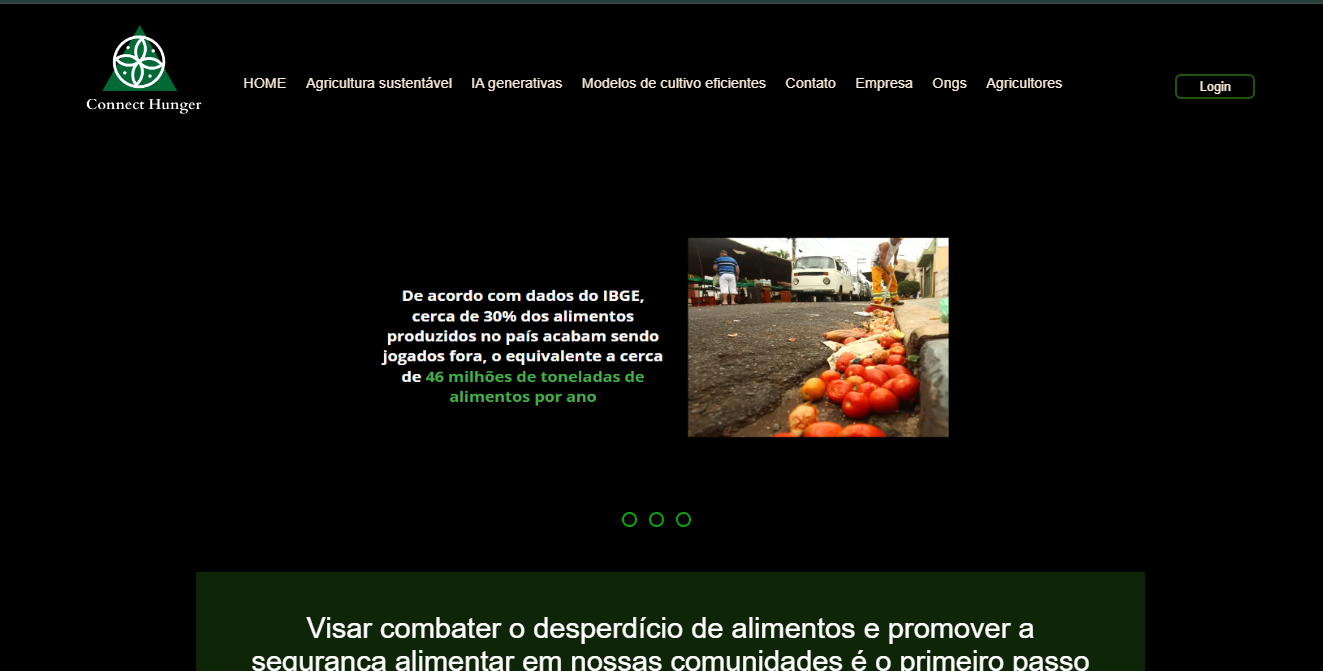 Connect Hunger
HOME Agricultura sustentável IA generativas Modelos de cultivo eficientes Contato Empresa Ongs Agricultores
Login
De acordo com dados do IBGE,
cerca de 30% dos alimentos
produzidos no país acabam sendo
jogados fora, o equivalente a cerca
de 46 milhões de toneladas de
alimentos por ano
Visar combater o desperdício de alimentos e promover a
segurança alimentar em nossas comunidades é o primeiro passo